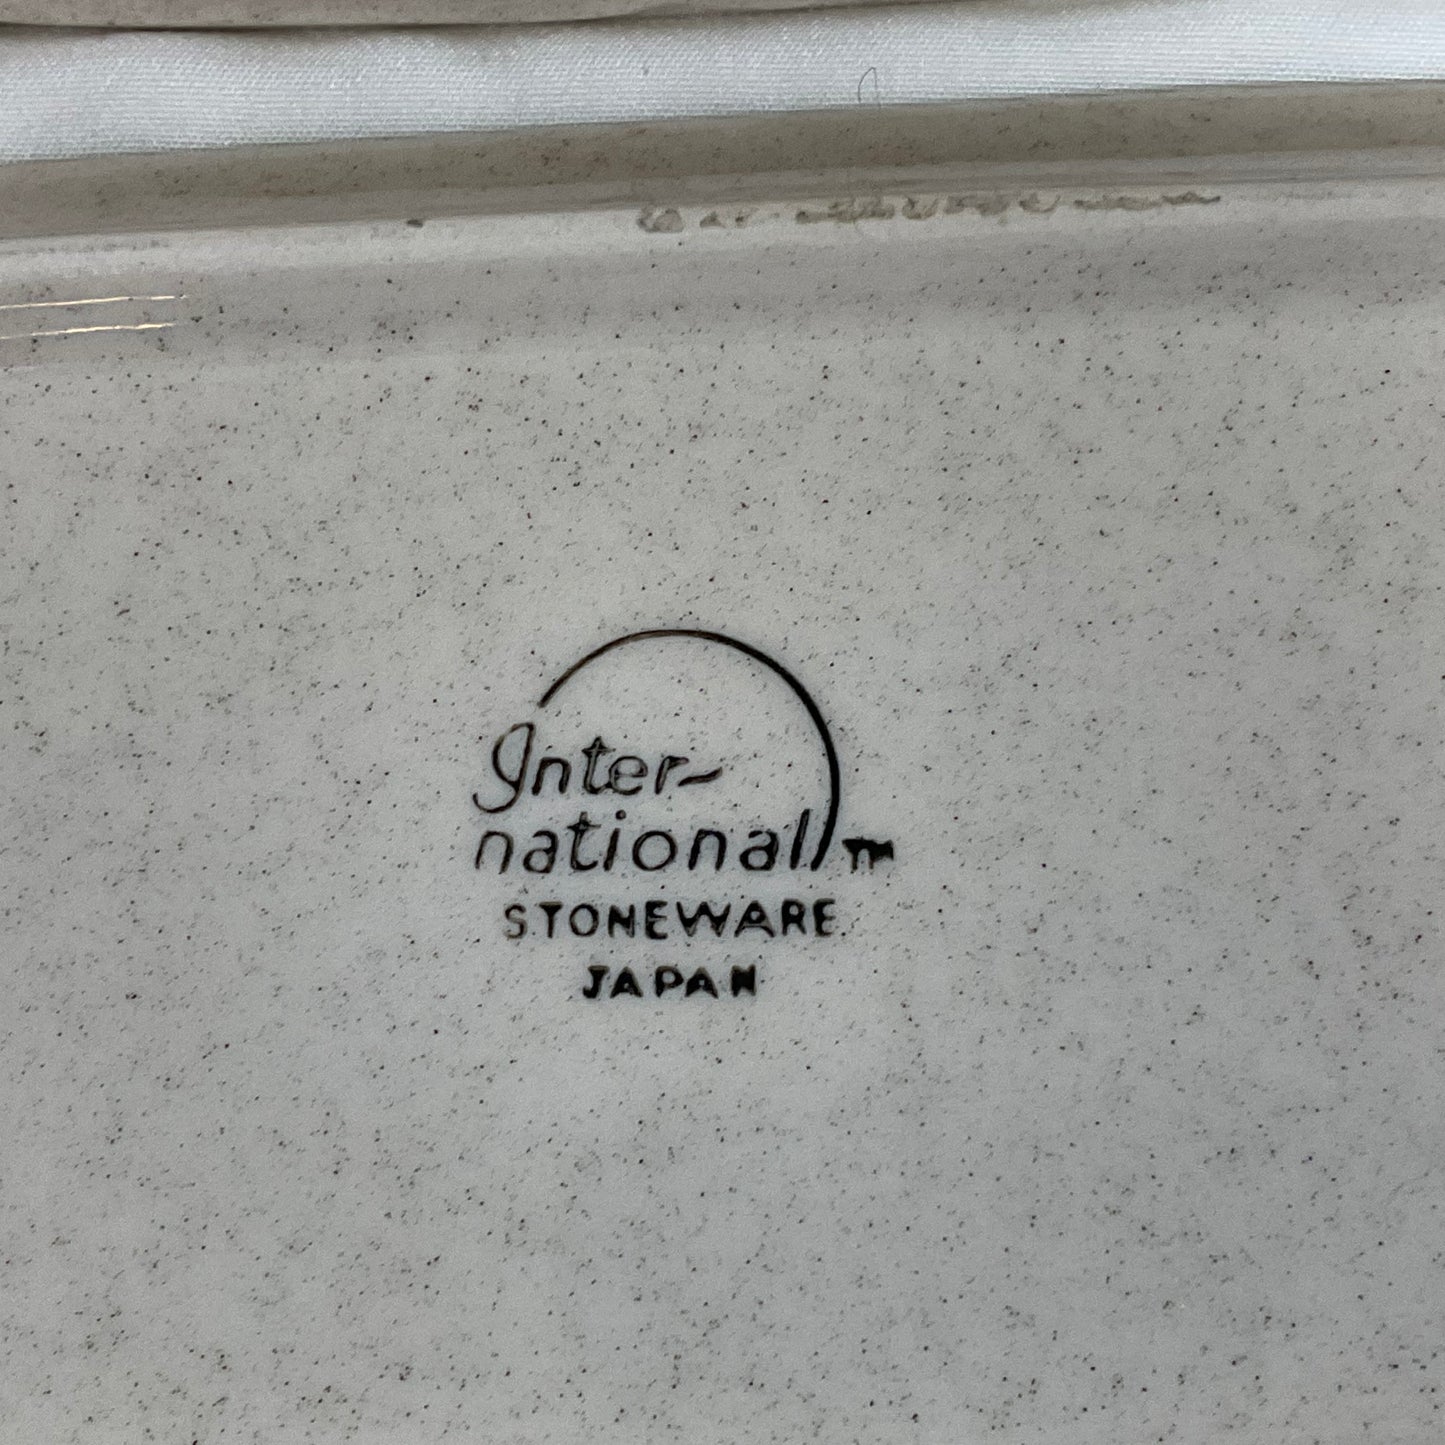 Inter-
national TM
STONEWARE
JAPAN